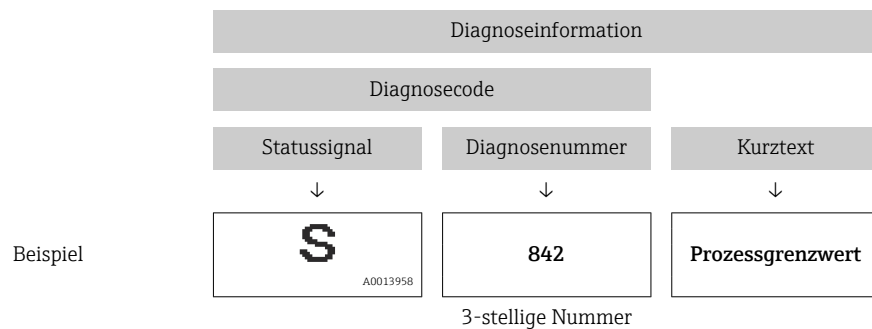 Diagnoseinformation
Diagnosecode
Statussignal Diagnosenummer Kurztext
↓ ↓ ↓
Beispiel S 842 Prozessgrenzwert
A0013958
3-stellige Nummer